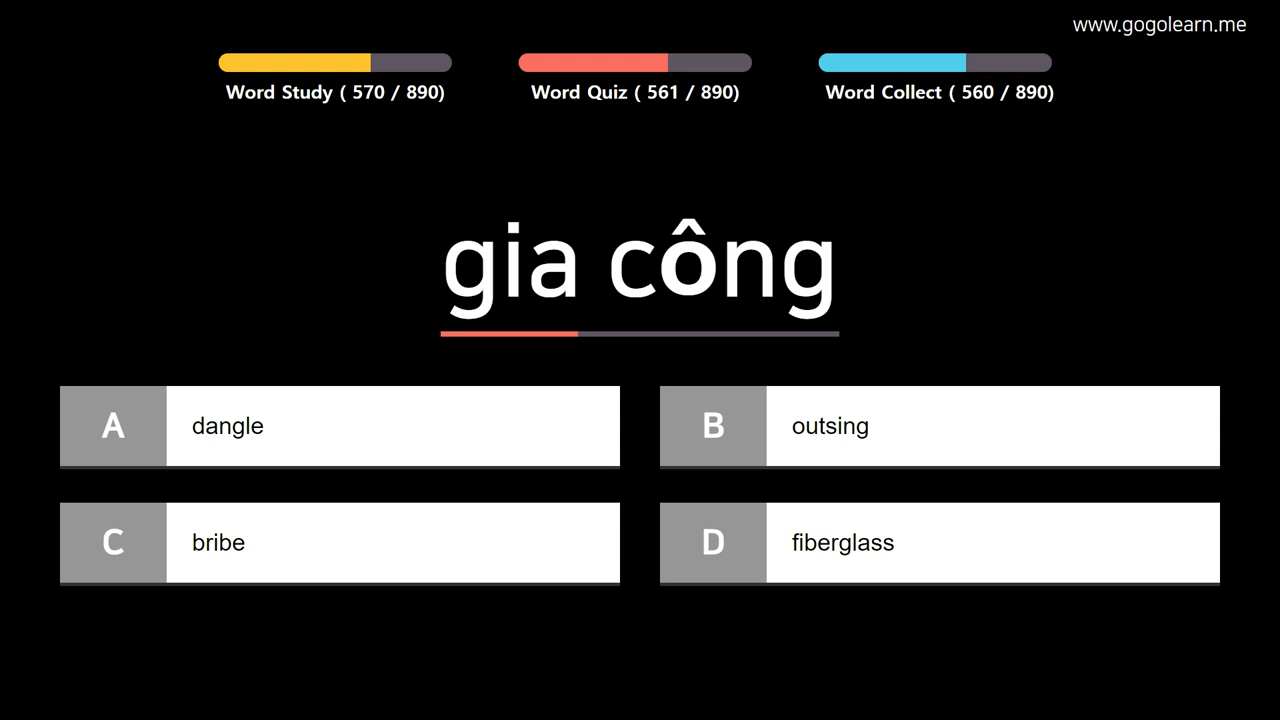 www.gogolearn.me
Word Study ( 570 / 890)
Word Quiz ( 561 / 890)
Word Collect ( 560 / 890)
gia công
A
dangle
B
outsing
C
bribe
D
fiberglass